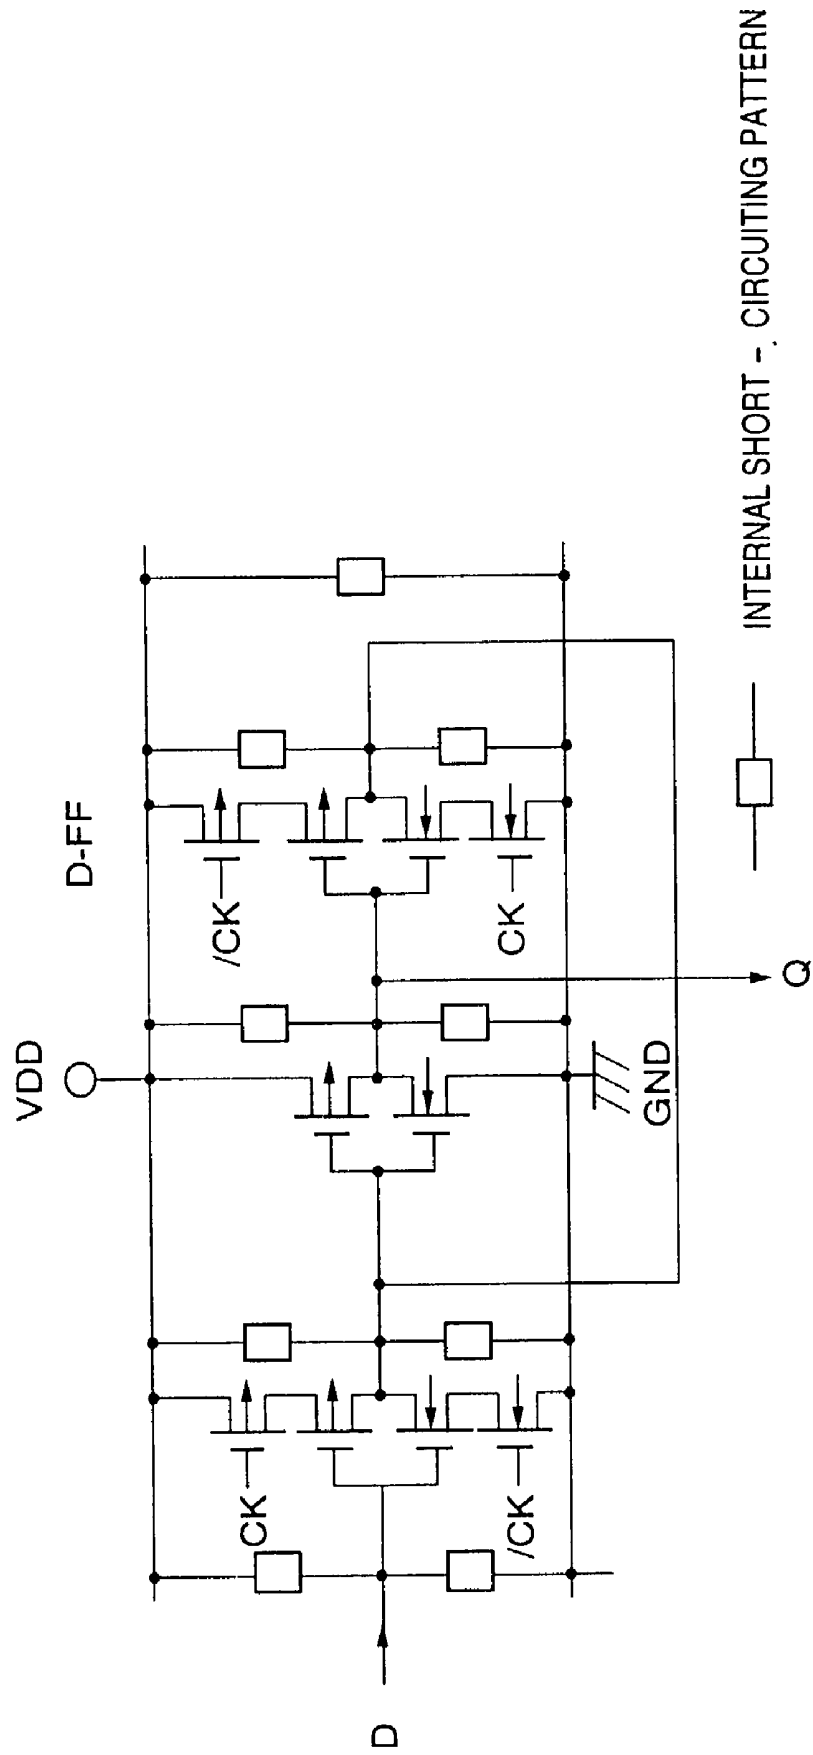 D-FF
VDD
CK
/CK
/CK
CK
D
Q
GND
INTERNAL SHORT - CIRCUITING PATTERN